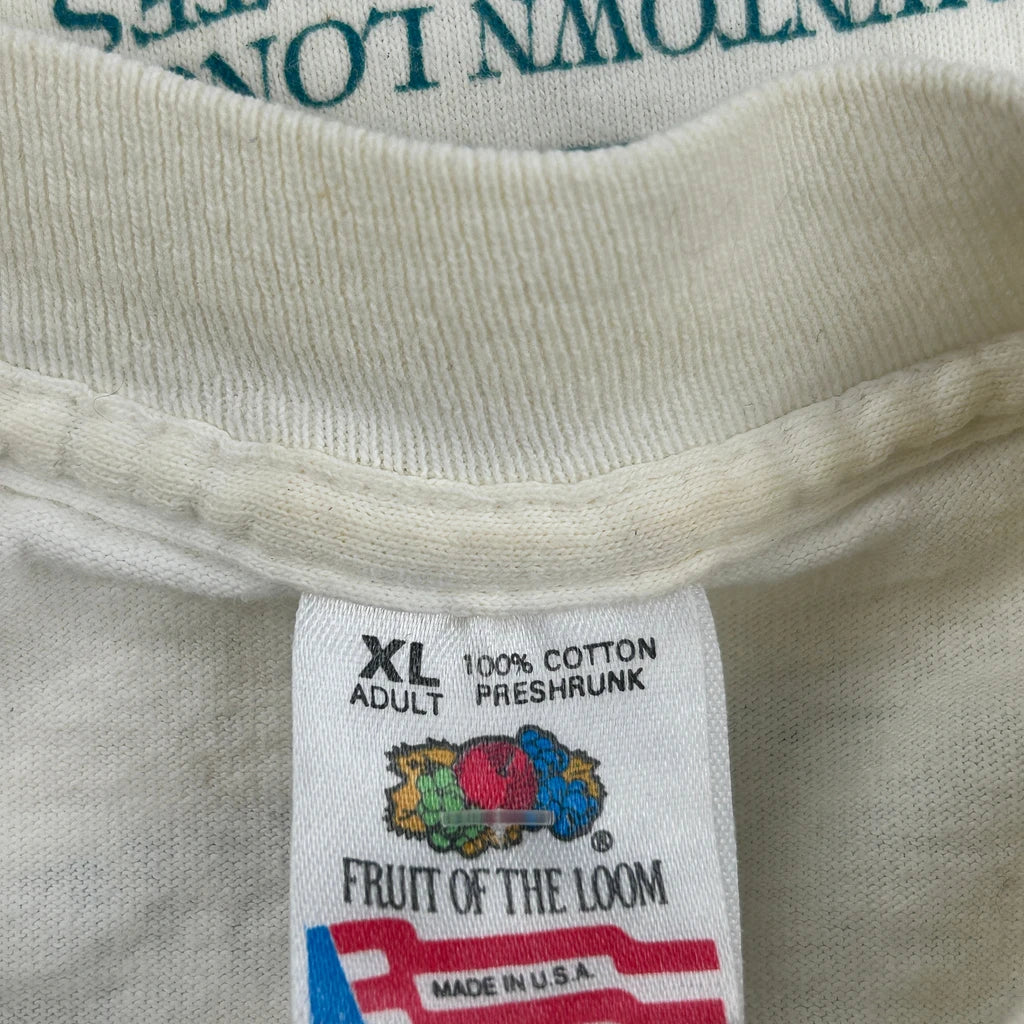 XL
ADULT
100% COTTON
PRESHRUNK
®
FRUIT OF THE LOOM
MADE IN U.S.A.